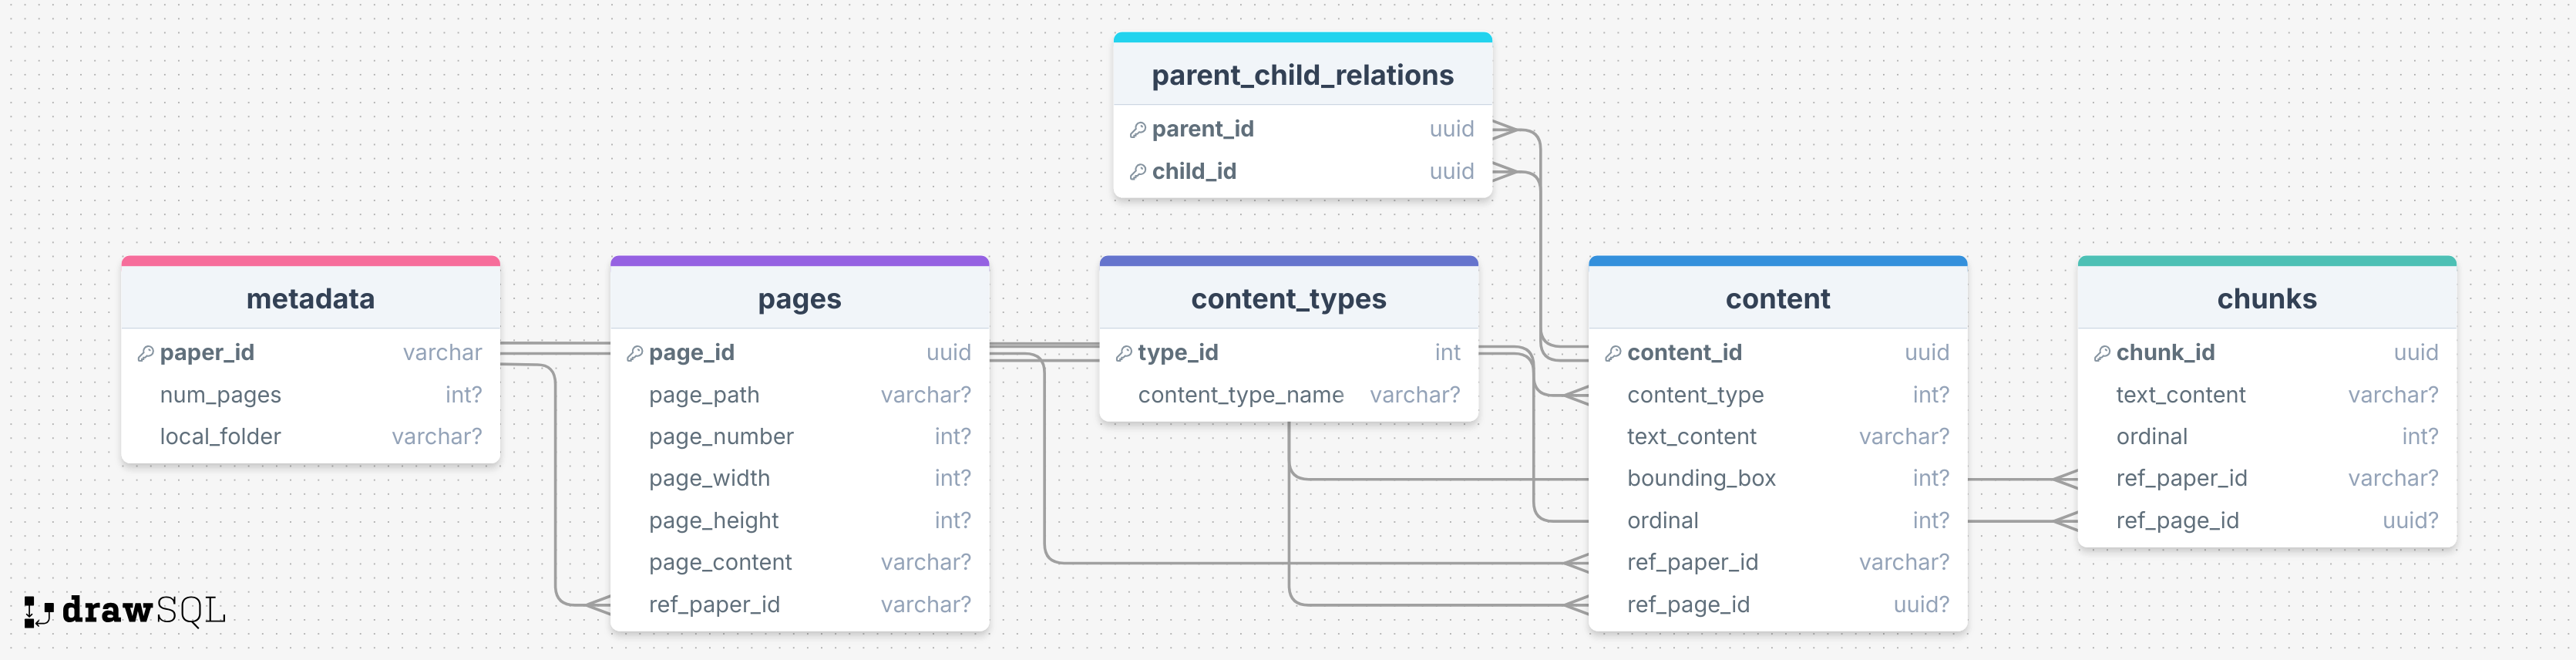 parent_child_relations
parent_id uuid
child_id uuid
metadata
paper_id varchar
num_pages int?
local_folder varchar?
pages
page_id uuid
page_path varchar?
page_number int?
page_width int?
page_height int?
page_content varchar?
ref_paper_id varchar?
content_types
type_id int
content_type_name varchar?
content
content_id uuid
content_type int?
text_content varchar?
bounding_box int?
ordinal int?
ref_paper_id varchar?
ref_page_id uuid?
chunks
chunk_id uuid
text_content varchar?
ordinal int?
ref_paper_id varchar?
ref_page_id uuid?
drawSQL